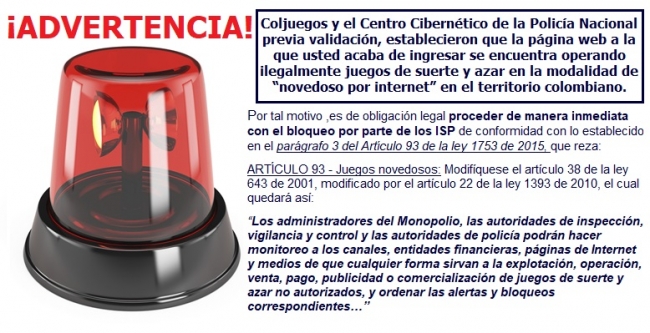 ¡ADVERTENCIA!
Coljuegos y el Centro Cibernético de la Policía Nacional
previa validación, establecieron que la página web a la
que usted acaba de ingresar se encuentra operando
ilegalmente juegos de suerte y azar en la modalidad de
“novedoso por internet” en el territorio colombiano.
Por tal motivo ,es de obligación legal proceder de manera inmediata
con el bloqueo por parte de los ISP de conformidad con lo establecido
en el parágrafo 3 del Articulo 93 de la ley 1753 de 2015, que reza:
ARTÍCULO 93 - Juegos novedosos: Modifíquese el artículo 38 de la ley
643 de 2001, modificado por el artículo 22 de la ley 1393 de 2010, el cual
quedará así:
“Los administradores del Monopolio, las autoridades de inspección,
vigilancia y control y las autoridades de policía podrán hacer
monitoreo a los canales, entidades financieras, páginas de Internet
y medios de que cualquier forma sirvan a la explotación, operación,
venta, pago, publicidad o comercialización de juegos de suerte y
azar no autorizados, y ordenar las alertas y bloqueos
correspondientes…”